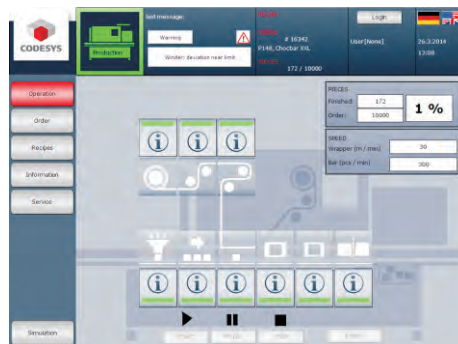 last message:
Login
CODESYS
Production
Warning
Winder: deviation near limit
# 16342
P148, Chocbar XXL
172 / 10000
User[None]
26.3.2014
13:08
Operation
Order
Recipes
Information
Service
Simulation
PIECES
Finished: 172
Order: 10000
1 %
SPEED
Wrapper (m / min) 30
Bar (pcs / min) 300